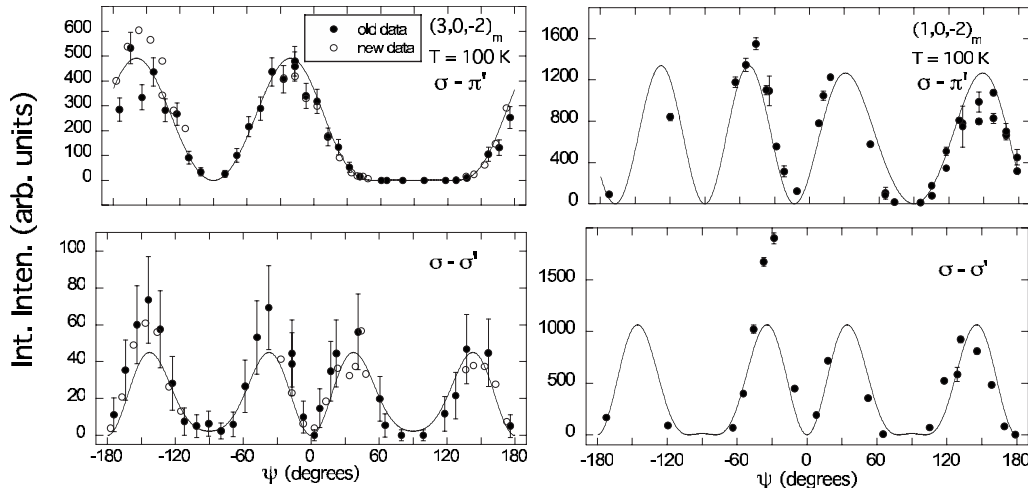 Int. Inten. (arb. units)
600
500
400
300
200
100
0
old data
new data
(3,0,-2)m
T = 100 K
σ - π'
1600
1200
800
400
0
(1,0,-2)m
T = 100 K
σ - π'
100
80
60
40
20
0
σ - σ'
-180
-120
-60
0
60
120
180
ψ (degrees)
1500
1000
500
0
σ - σ'
-180
-120
-60
0
60
120
180
ψ (degrees)